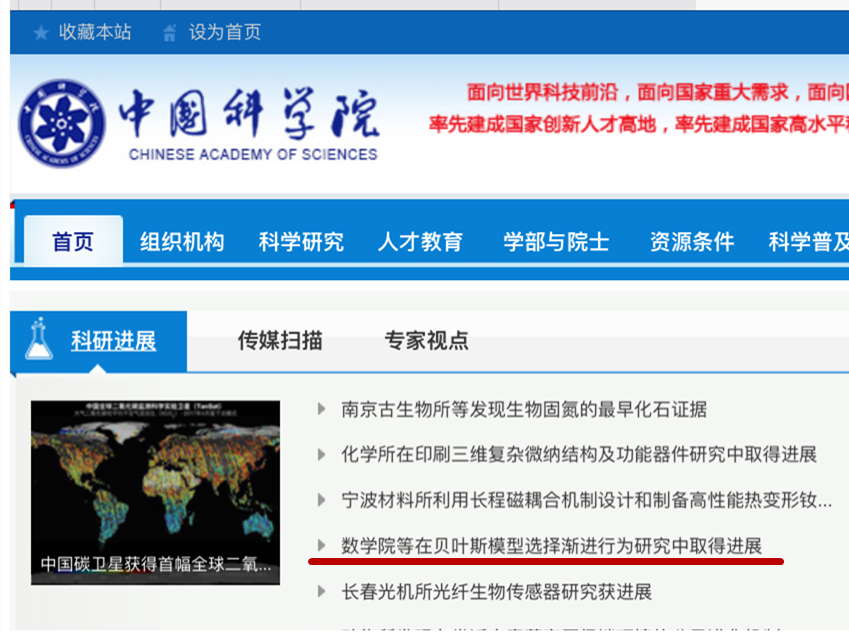 收藏本站 设为首页
中国科学院
CHINESE ACADEMY OF SCIENCES
面向世界科技前沿，面向国家重大需求，面向
率先建成国家创新人才高地，率先建成国家高水平科
首页 组织机构 科学研究 人才教育 学部与院士 资源条件 科学普及
科研进展 传媒扫描 专家视点
中国碳卫星获得首幅全球二氧...
南京古生物所等发现生物固氮的最早化石证据
化学所在印刷三维复杂微纳结构及功能器件研究中取得进展
宁波材料所利用长程磁耦合机制设计和制备高性能热变形钕...
数学院等在贝叶斯模型选择渐进行为研究中取得进展
长春光机所光纤生物传感器研究获进展